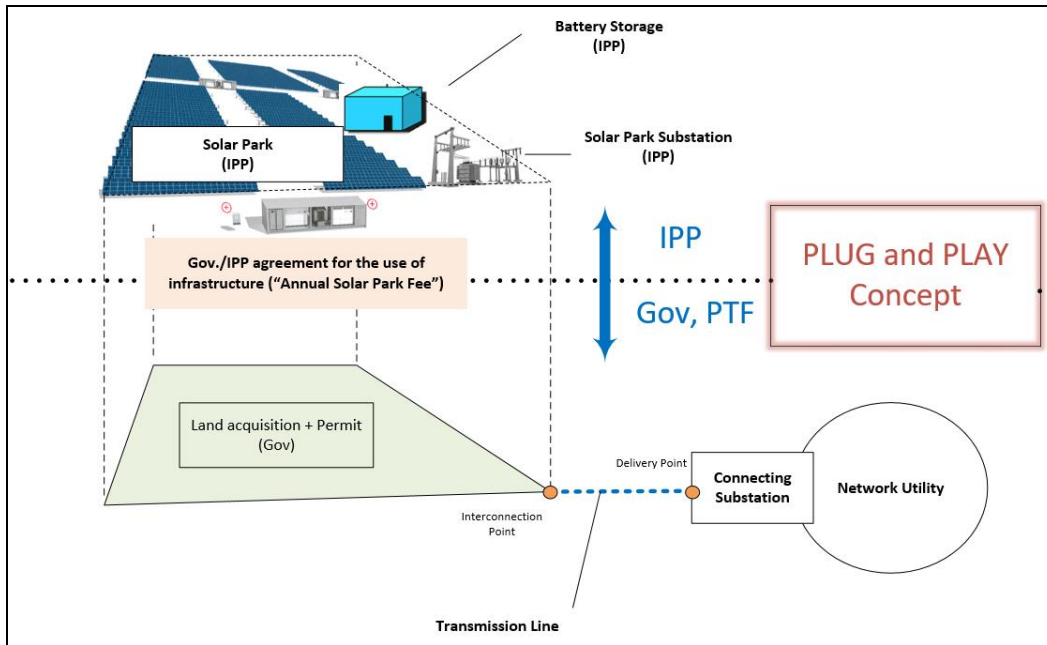 Battery Storage
(IPP)
Solar Park
(IPP)
Solar Park Substation
(IPP)
Gov./IPP agreement for the use of
infrastructure (“Annual Solar Park Fee”)
IPP
Gov, PTF
PLUG and PLAY
Concept
Land acquisition + Permit
(Gov)
Interconnection
Point
Delivery Point
Connecting
Substation
Network Utility
Transmission Line